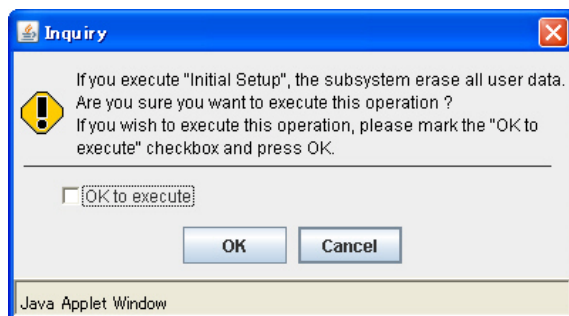 Inquiry
If you execute "Initial Setup", the subsystem erase all user data.
Are you sure you want to execute this operation ?
If you wish to execute this operation, please mark the "OK to
execute" checkbox and press OK.
OK to execute
OK Cancel
Java Applet Window